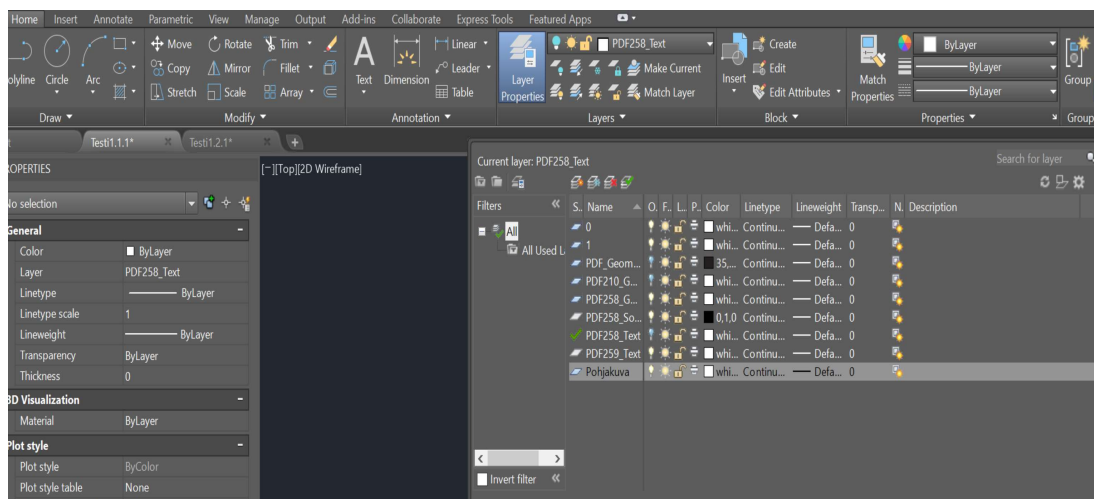 Home Insert Annotate Parametric View Manage Output Add-ins Collaborate Express Tools Featured Apps
Move Rotate Trim
Copy Mirror Fillet
Stretch Scale Array
olyline Circle Arc
Text Dimension
Linear
Leader
Table
Layer Properties
PDF258_Text
Make Current
Match Layer
Insert
Create
Edit
Edit Attributes
Match Properties
ByLayer
ByLayer
ByLayer
Group
Draw Modify Annotation Layers Block Properties Group
Testi1.1.1* Testi1.2.1*
ROPERTIES
No selection
General
Color ByLayer
Layer PDF258_Text
Linetype ByLayer
Linetype scale 1
Lineweight ByLayer
Transparency ByLayer
Thickness 0
3D Visualization
Material ByLayer
Plot style
Plot style ByColor
Plot style table None
[−][Top][2D Wireframe]
Current layer: PDF258_Text
Search for layer
Filters
All
All Used L
Invert filter
S.. Name O. F.. L.. P.. Color Linetype Lineweight Transp... N. Description
0 whi... Continu... Defa... 0
1 whi... Continu... Defa... 0
PDF_Geom... 35,... Continu... Defa... 0
PDF210_G... whi... Continu... Defa... 0
PDF258_G... whi... Continu... Defa... 0
PDF258_So... 0,1,0 Continu... Defa... 0
PDF258_Text whi... Continu... Defa... 0
PDF259_Text whi... Continu... Defa... 0
Pohjakuva whi... Continu... Defa... 0